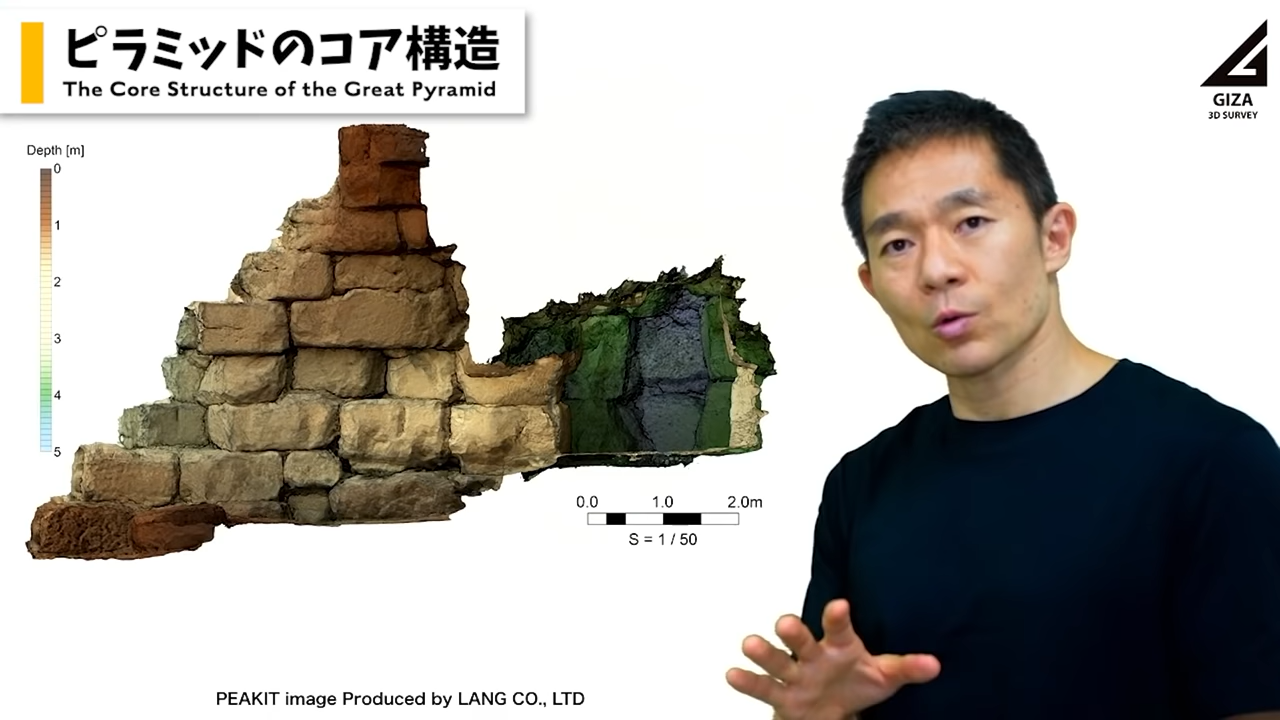 ピラミッドのコア構造
The Core Structure of the Great Pyramid
GIZA
3D SURVEY
Depth [m]
0
1
2
3
4
5
0.0 1.0 2.0m
S = 1 / 50
PEAKIT image Produced by LANG CO., LTD